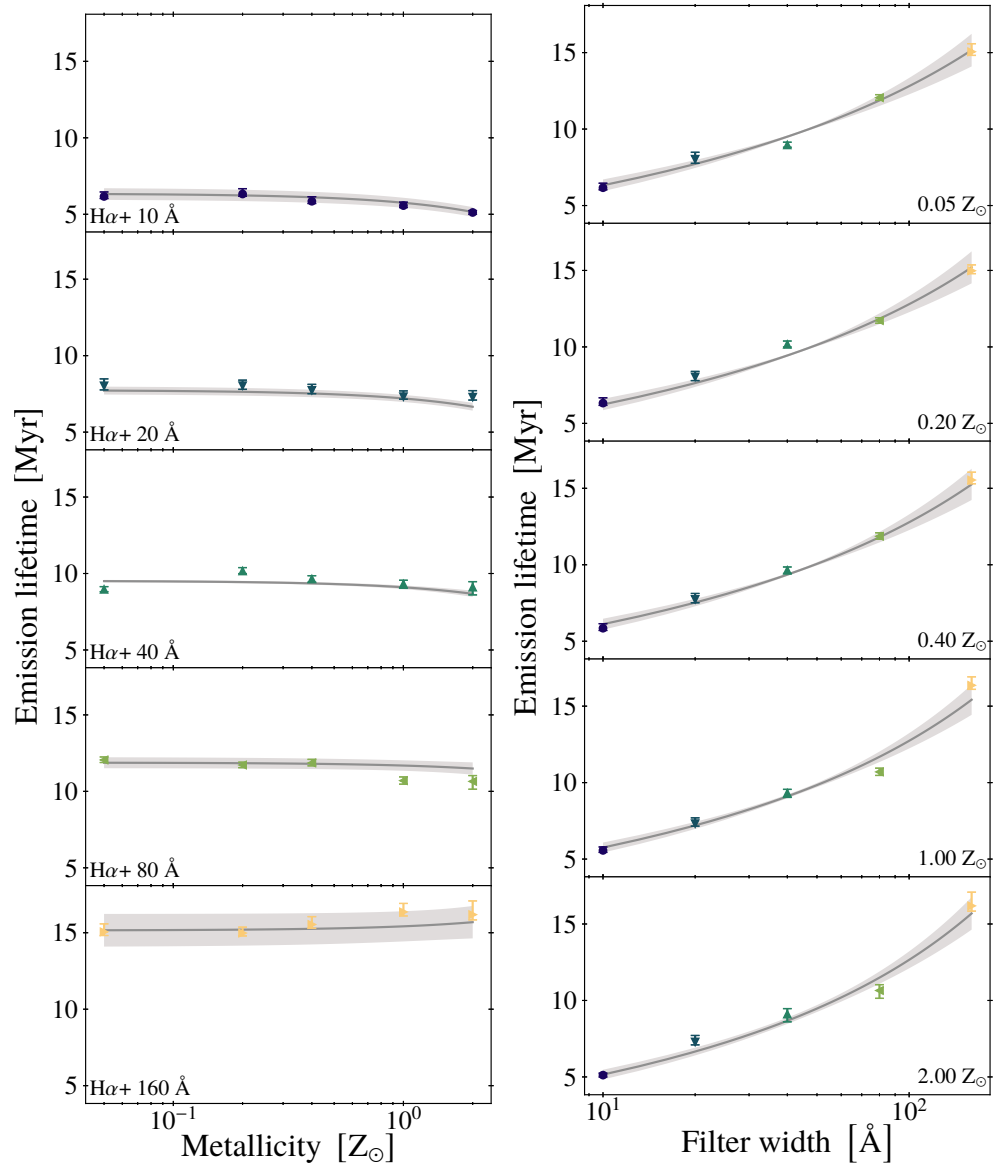 Emission lifetime [Myr]
15
10
5
Hα+ 10 Å
15
10
5
Hα+ 20 Å
15
10
5
Hα+ 40 Å
15
10
5
Hα+ 80 Å
15
10
5
Hα+ 160 Å
10⁻¹ 10⁰
Metallicity [Z☉]
Emission lifetime [Myr]
15
10
5
0.05 Z☉
15
10
5
0.20 Z☉
15
10
5
0.40 Z☉
15
10
5
1.00 Z☉
15
10
5
2.00 Z☉
10¹ 10²
Filter width [Å]